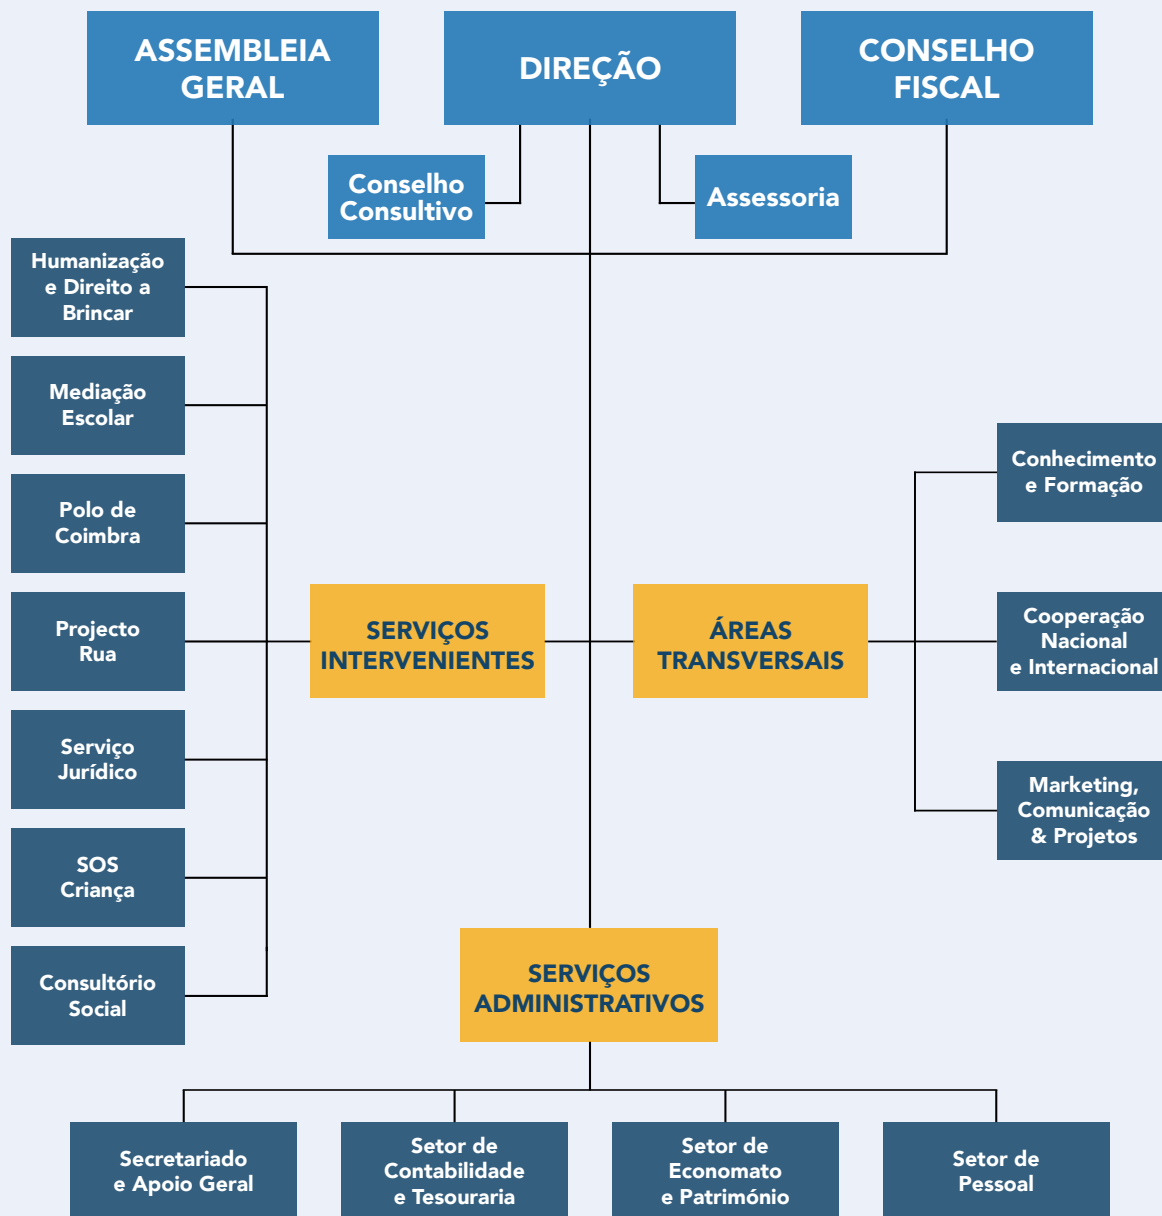 ASSEMBLEIA
GERAL
DIREÇÃO
CONSELHO
FISCAL
Conselho
Consultivo
Assessoria
Humanização
e Direito a
Brincar
Mediação
Escolar
Polo de
Coimbra
Projecto
Rua
Serviço
Jurídico
SOS
Criança
Consultório
Social
SERVIÇOS
INTERVENIENTES
ÁREAS
TRANSVERSAIS
Conhecimento
e Formação
Cooperação
Nacional
e Internacional
Marketing,
Comunicação
& Projetos
SERVIÇOS
ADMINISTRATIVOS
Secretariado
e Apoio Geral
Setor de
Contabilidade
e Tesouraria
Setor de
Economato
e Património
Setor de
Pessoal